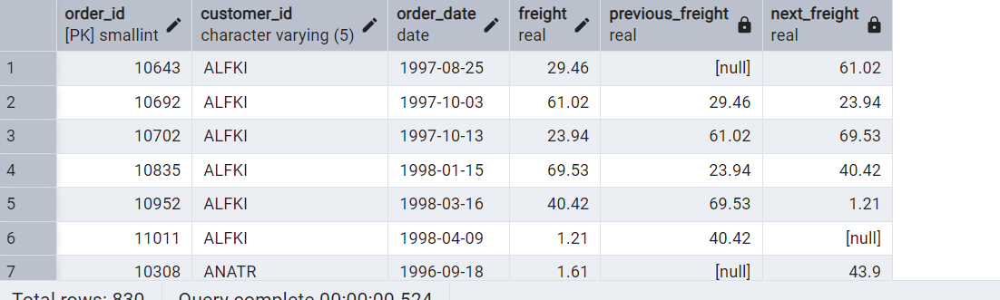 order_id customer_id order_date freight previous_freight next_freight
[PK] smallint character varying (5) date real real real
1 10643 ALFKI 1997-08-25 29.46 [null] 61.02
2 10692 ALFKI 1997-10-03 61.02 29.46 23.94
3 10702 ALFKI 1997-10-13 23.94 61.02 69.53
4 10835 ALFKI 1998-01-15 69.53 23.94 40.42
5 10952 ALFKI 1998-03-16 40.42 69.53 1.21
6 11011 ALFKI 1998-04-09 1.21 40.42 [null]
7 10308 ANATR 1996-09-18 1.61 [null] 43.9
Total rows: 830 Query complete 00:00:00.524